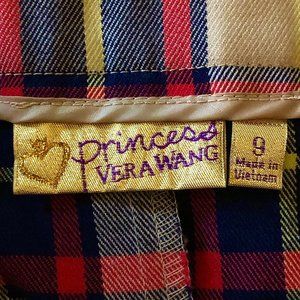 princess
VERA WANG
9
Made in
Vietnam